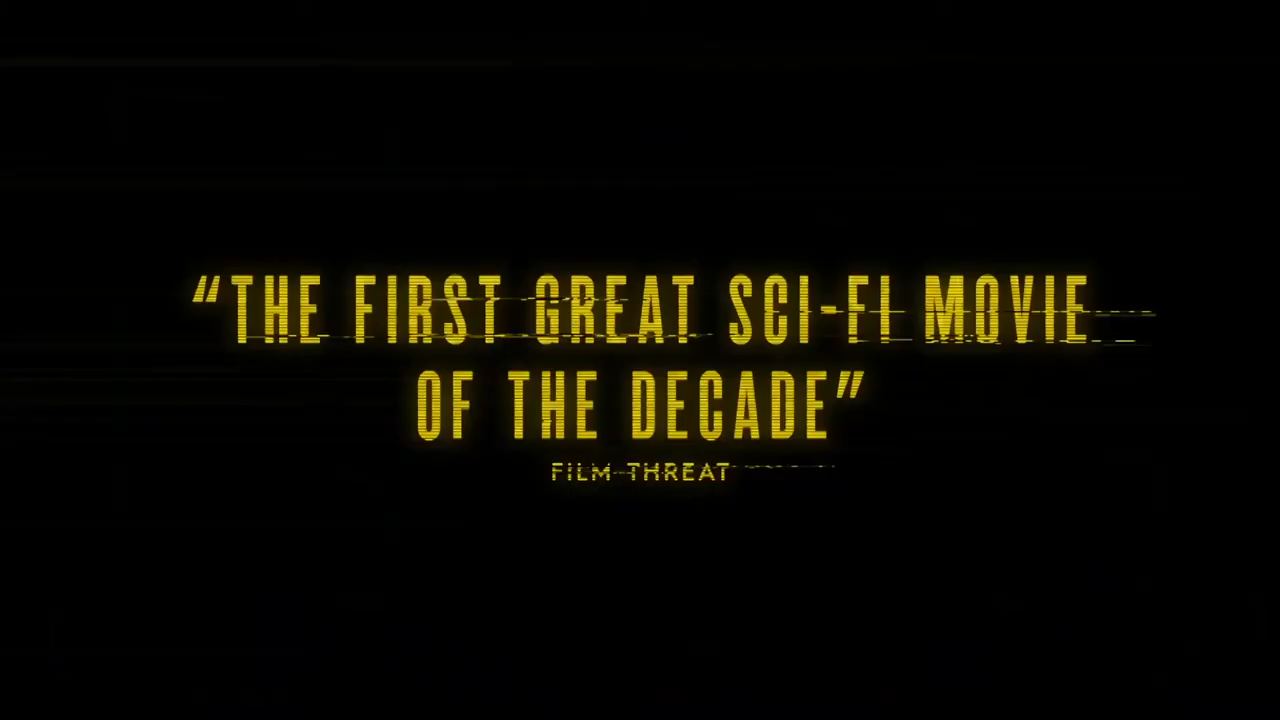 “THE FIRST GREAT SCI-FI MOVIE
OF THE DECADE”
FILM THREAT